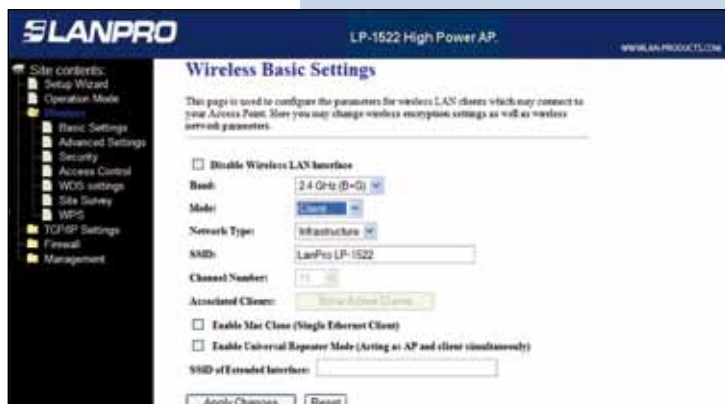 LANPRO
LP-1522 High Power AP.
WWW.LAN-PRODUCTS.COM
Site contents:
Setup Wizard
Operation Mode
Wireless
Basic Settings
Advanced Settings
Security
Access Control
WDS settings
Site Survey
WPS
TCP/IP Settings
Firewall
Management
Wireless Basic Settings
This page is used to configure the parameters for wireless LAN clients which may connect to
your Access Point. Here you may change wireless encryption settings as well as wireless
network parameters.
Disable Wireless LAN Interface
Band: 2.4 GHz (B+G)
Mode: Client
Network Type: Infrastructure
SSID: LanPro LP-1522
Channel Number: 11
Associated Clients: Show Active Clients
Enable Mac Clone (Single Ethernet Client)
Enable Universal Repeater Mode (Acting as AP and client simultaneously)
SSID of Extended Interface:
Apply Changes Reset